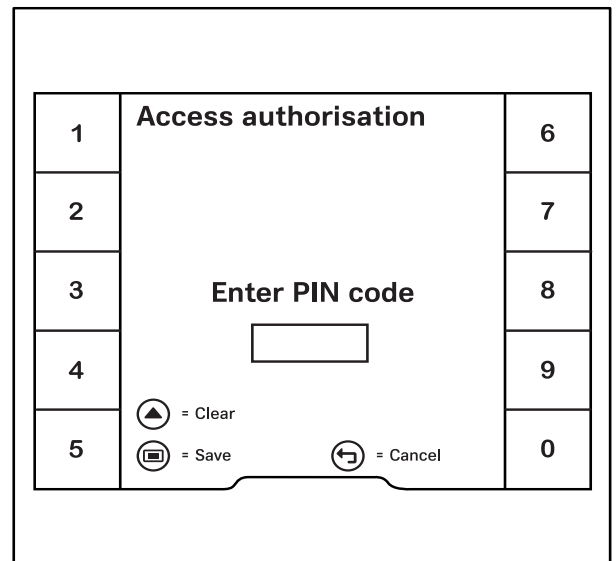 Access authorisation
1
6
2
7
3
Enter PIN code
8
4
9
= Clear
5
= Save
= Cancel
0